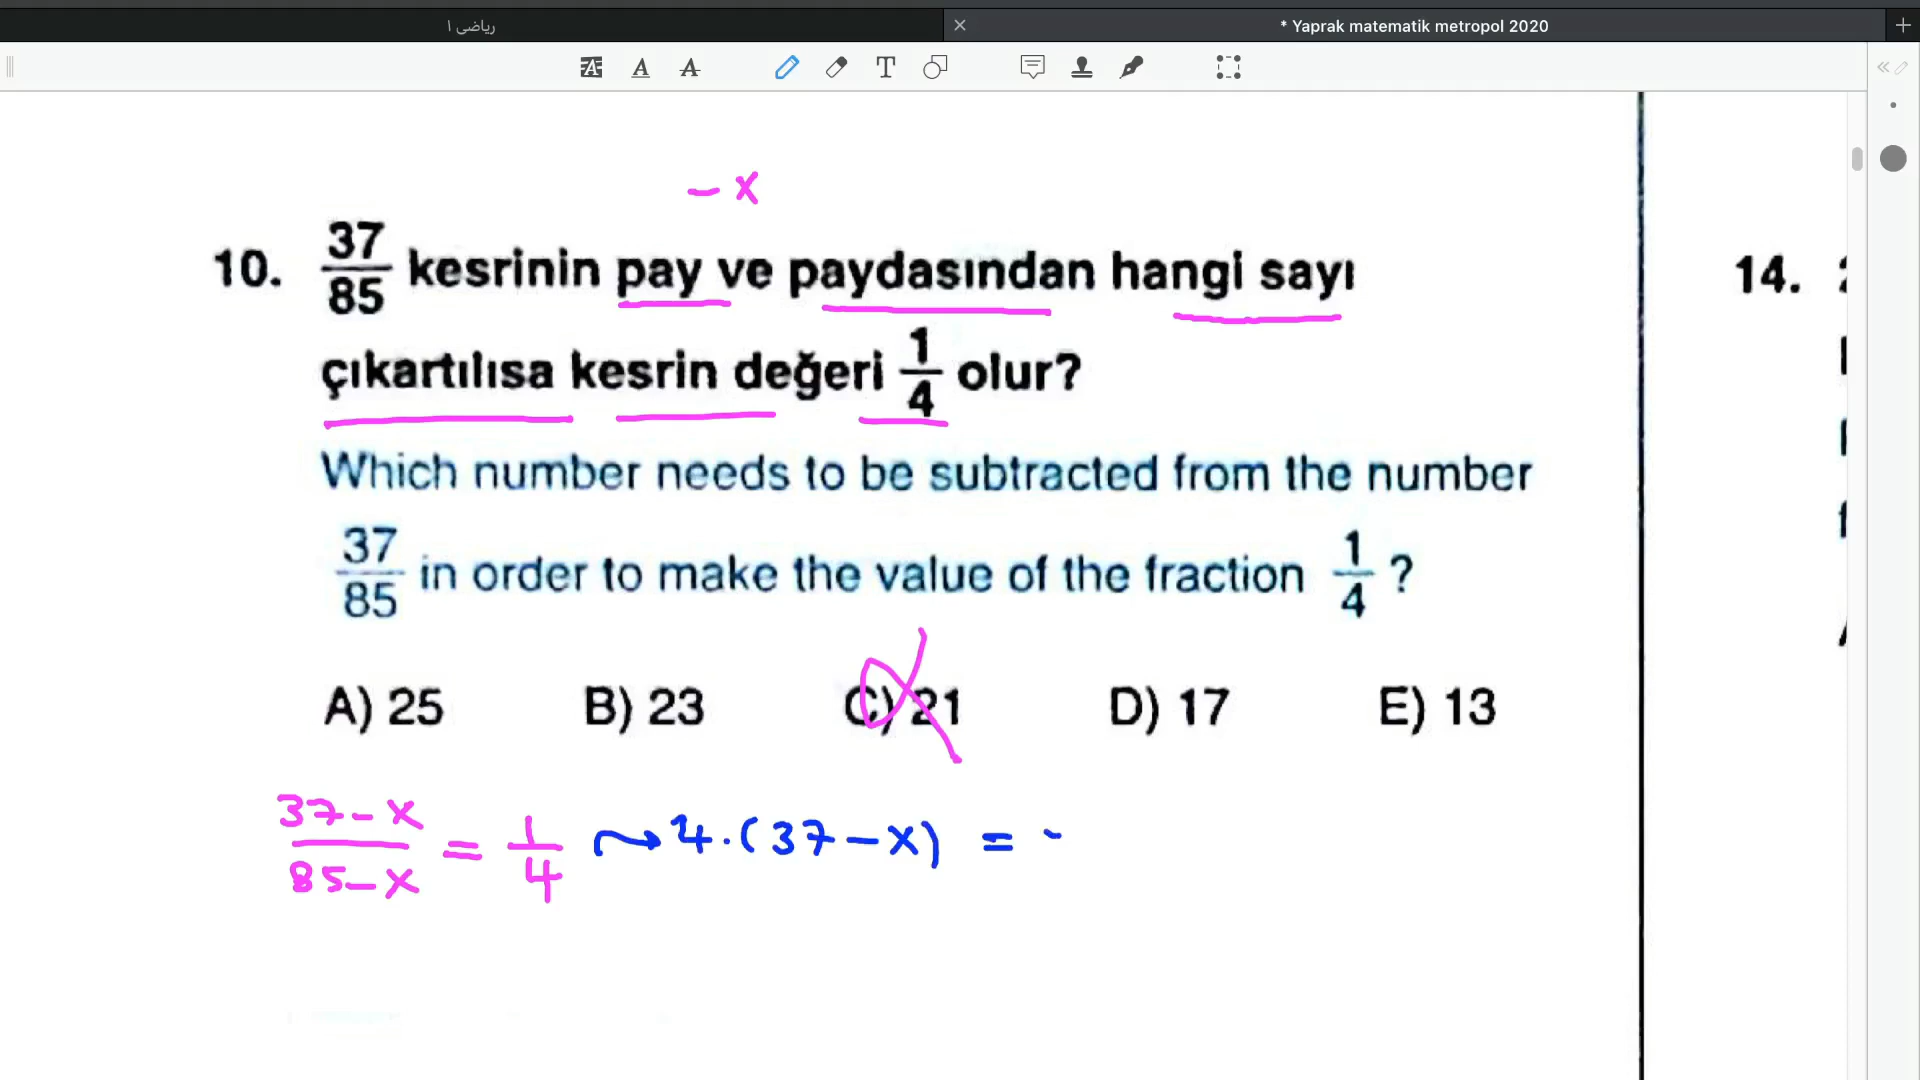 ریاضی ۱
* Yaprak matematik metropol 2020
- x
10. 37/85 kesrinin pay ve paydasından hangi sayı
çıkartılısa kesrin değeri 1/4 olur?
Which number needs to be subtracted from the number
37/85 in order to make the value of the fraction 1/4 ?
A) 25 B) 23 C) 21 D) 17 E) 13
37-x/85-x = 1/4 4.(37-x) =
14.